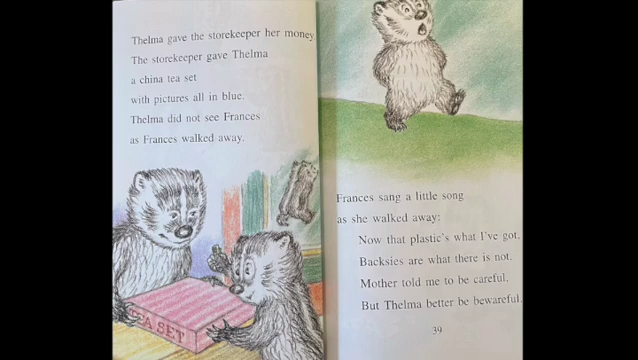 Thelma gave the storekeeper her money.
The storekeeper gave Thelma
a china tea set
with pictures all in blue.
Thelma did not see Frances
as Frances walked away.
TEA SET
Frances sang a little song
as she walked away:
Now that plastic's what I've got,
Backsies are what there is not.
Mother told me to be careful,
But Thelma better be bewareful.
39